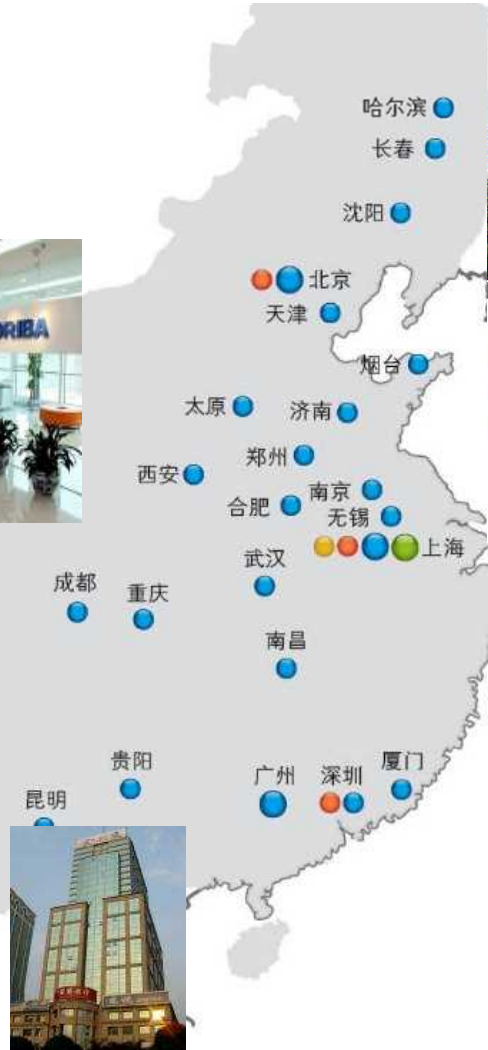 哈尔滨
长春
沈阳
北京
天津
烟台
ORIBA
太原
济南
郑州
西安
南京
合肥
无锡
上海
武汉
成都
重庆
南昌
贵阳
广州
深圳
厦门
昆明